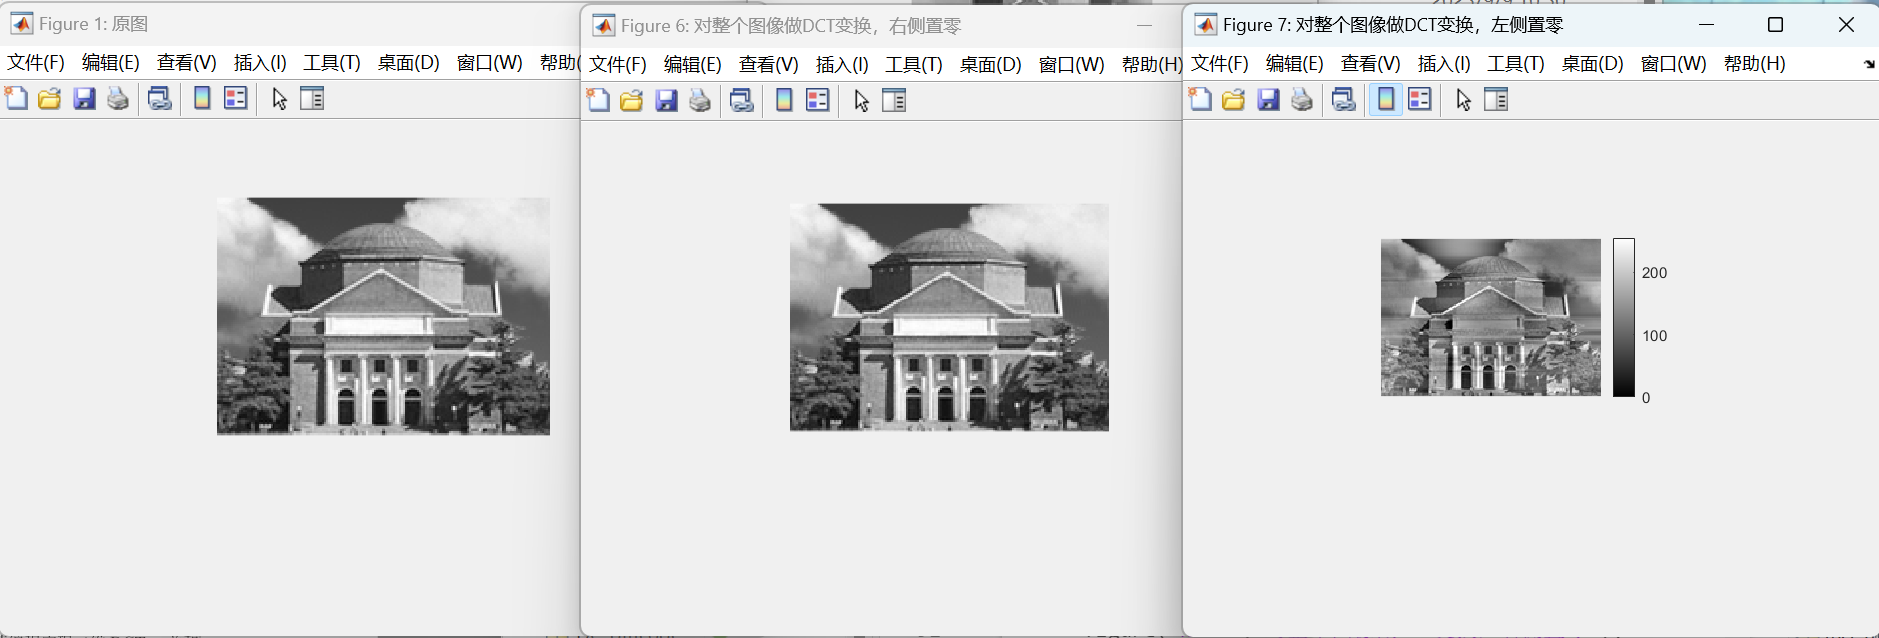 Figure 1: 原图
文件(F) 编辑(E) 查看(V) 插入(I) 工具(T) 桌面(D) 窗口(W) 帮助(
Figure 6: 对整个图像做DCT变换，右侧置零
文件(F) 编辑(E) 查看(V) 插入(I) 工具(T) 桌面(D) 窗口(W) 帮助(H)
Figure 7: 对整个图像做DCT变换，左侧置零
文件(F) 编辑(E) 查看(V) 插入(I) 工具(T) 桌面(D) 窗口(W) 帮助(H)
200
100
0